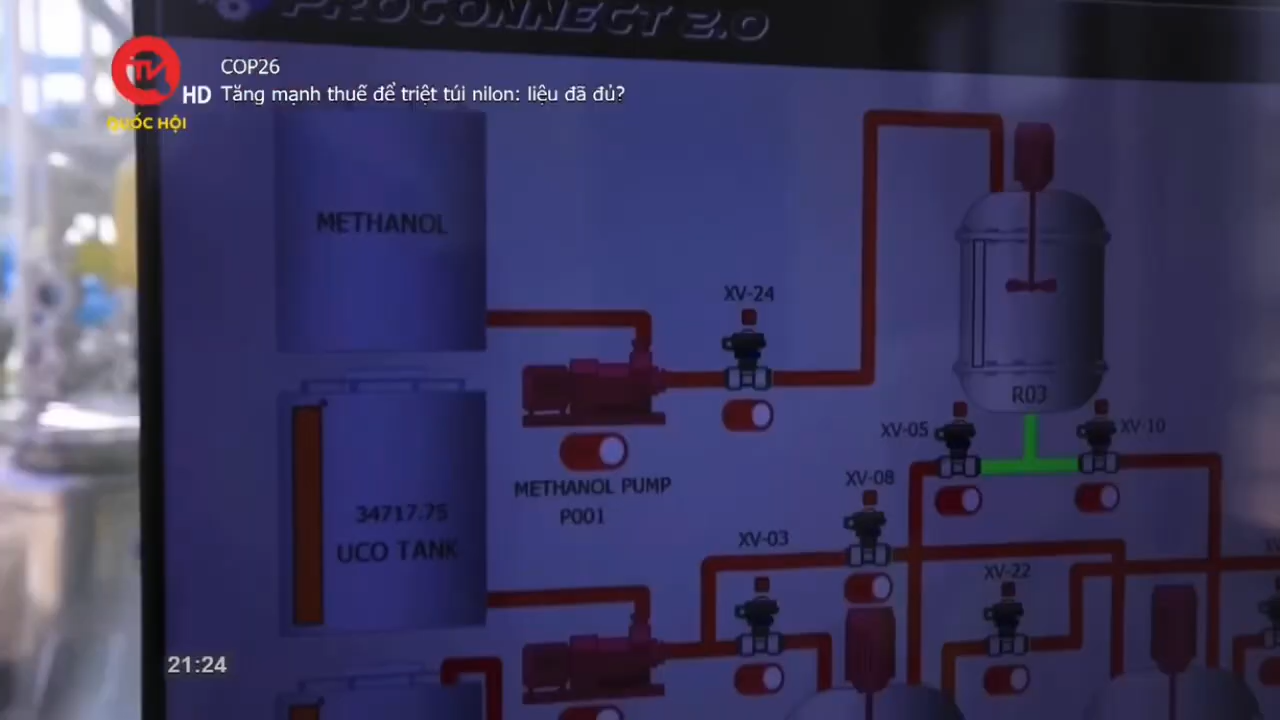 PROCONNECT 2.0
COP26
HD
Tăng mạnh thuế để triệt túi nilon: liệu đã đủ?
TV
QUỐC HỘI
METHANOL
XV-24
R03
XV-05
XV-10
XV-08
METHANOL PUMP
P001
34717.75
UCO TANK
XV-03
XV-22
21:24